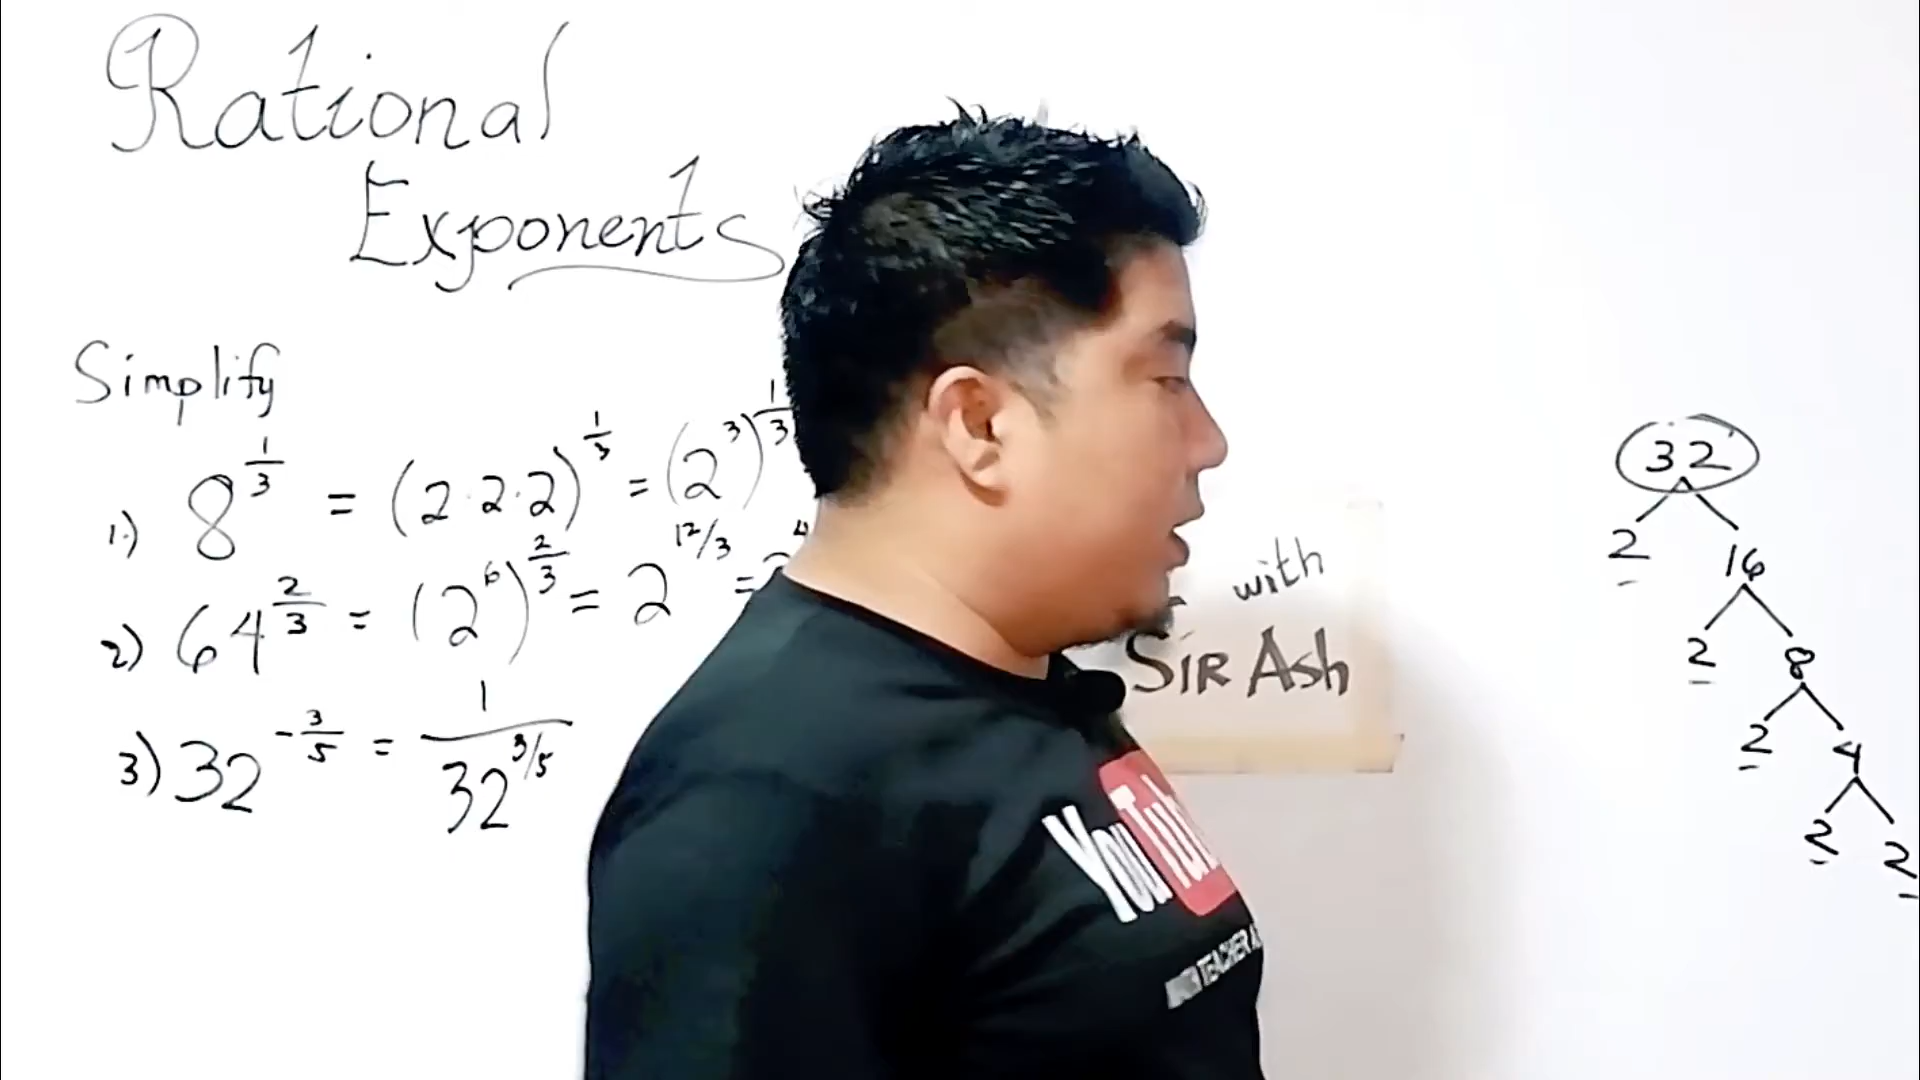 Rational
Exponents
Simplify
1.) 8^(1/3) = (2·2·2)^(1/3) = (2^3)^(1/3)
2) 64^(2/3) = (2^6)^(2/3) = 2^(12/3) = 2^4
3) 32^(-3/5) = 1/32^(3/5)
with
SIR ASh
32
2 16
2 8
2 4
2 2
YouTub
TEACHER